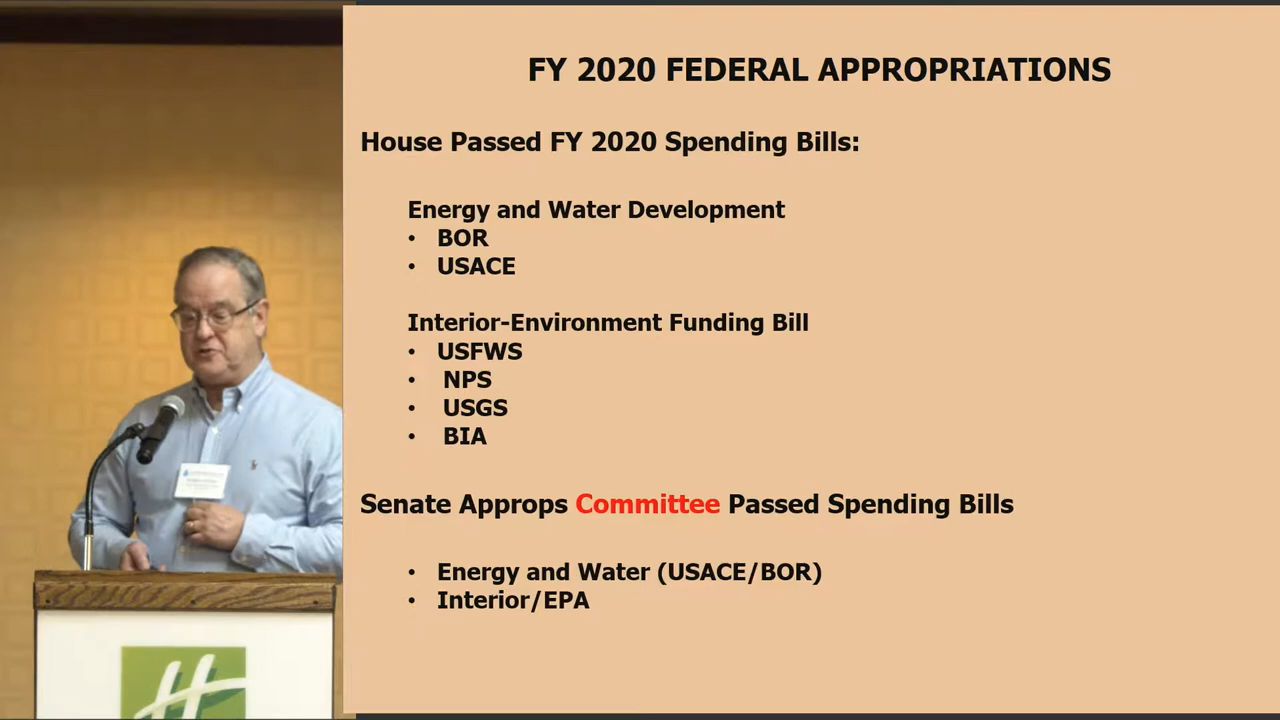 FY 2020 FEDERAL APPROPRIATIONS
House Passed FY 2020 Spending Bills:
Energy and Water Development
• BOR
• USACE
Interior-Environment Funding Bill
• USFWS
• NPS
• USGS
• BIA
Senate Approps Committee Passed Spending Bills
• Energy and Water (USACE/BOR)
• Interior/EPA
H